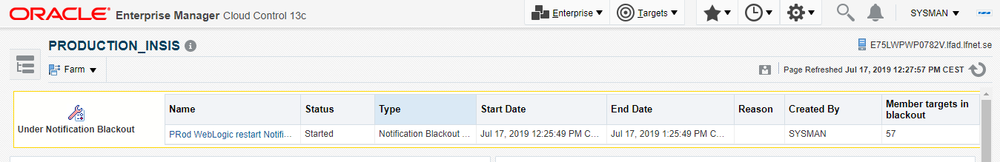 ORACLE® Enterprise Manager Cloud Control 13c
Enterprise Targets SYSMAN
PRODUCTION_INSIS
E75LWPWP0782V.lfad.lfnet.se
Farm
Page Refreshed Jul 17, 2019 12:27:57 PM CEST
Under Notification Blackout
Name Status Type Start Date End Date Reason Created By Member targets in
blackout
PRod WebLogic restart Notifi... Started Notification Blackout ... Jul 17, 2019 12:25:49 PM C... Jul 17, 2019 1:25:49 PM C... SYSMAN 57